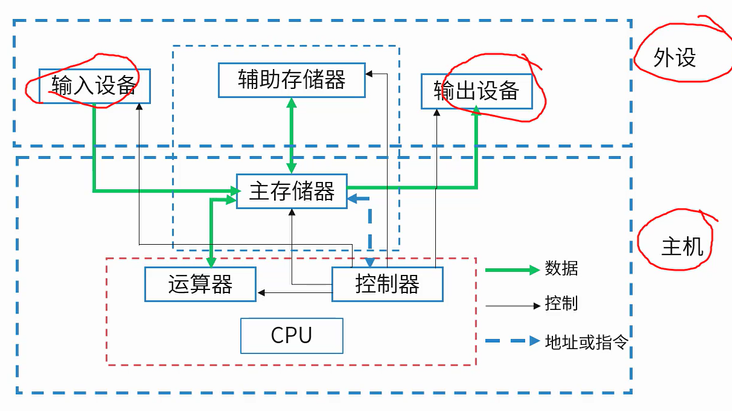 外设
输入设备
辅助存储器
输出设备
主存储器
主机
运算器
控制器
数据
控制
CPU
地址或指令